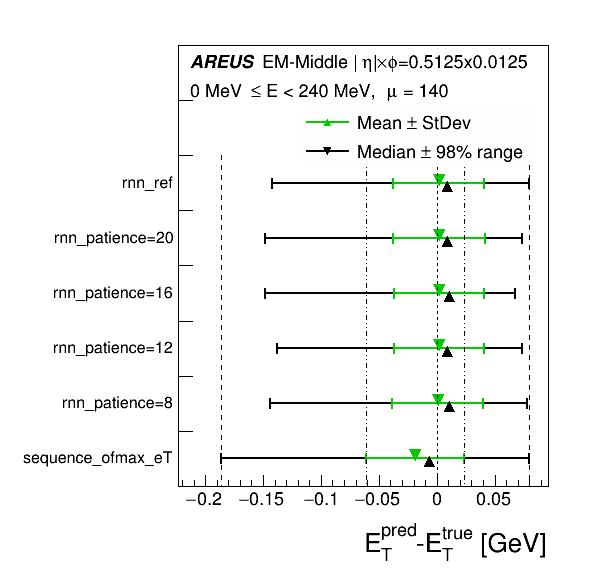 AREUS EM-Middle | η|×ϕ=0.5125x0.0125
0 MeV ≤ E < 240 MeV, μ = 140
Mean ± StDev
Median ± 98% range
rnn_ref
rnn_patience=20
rnn_patience=16
rnn_patience=12
rnn_patience=8
sequence_ofmax_eT
−0.2 −0.15 −0.1 −0.05 0 0.05
E_T^pred-E_T^true [GeV]